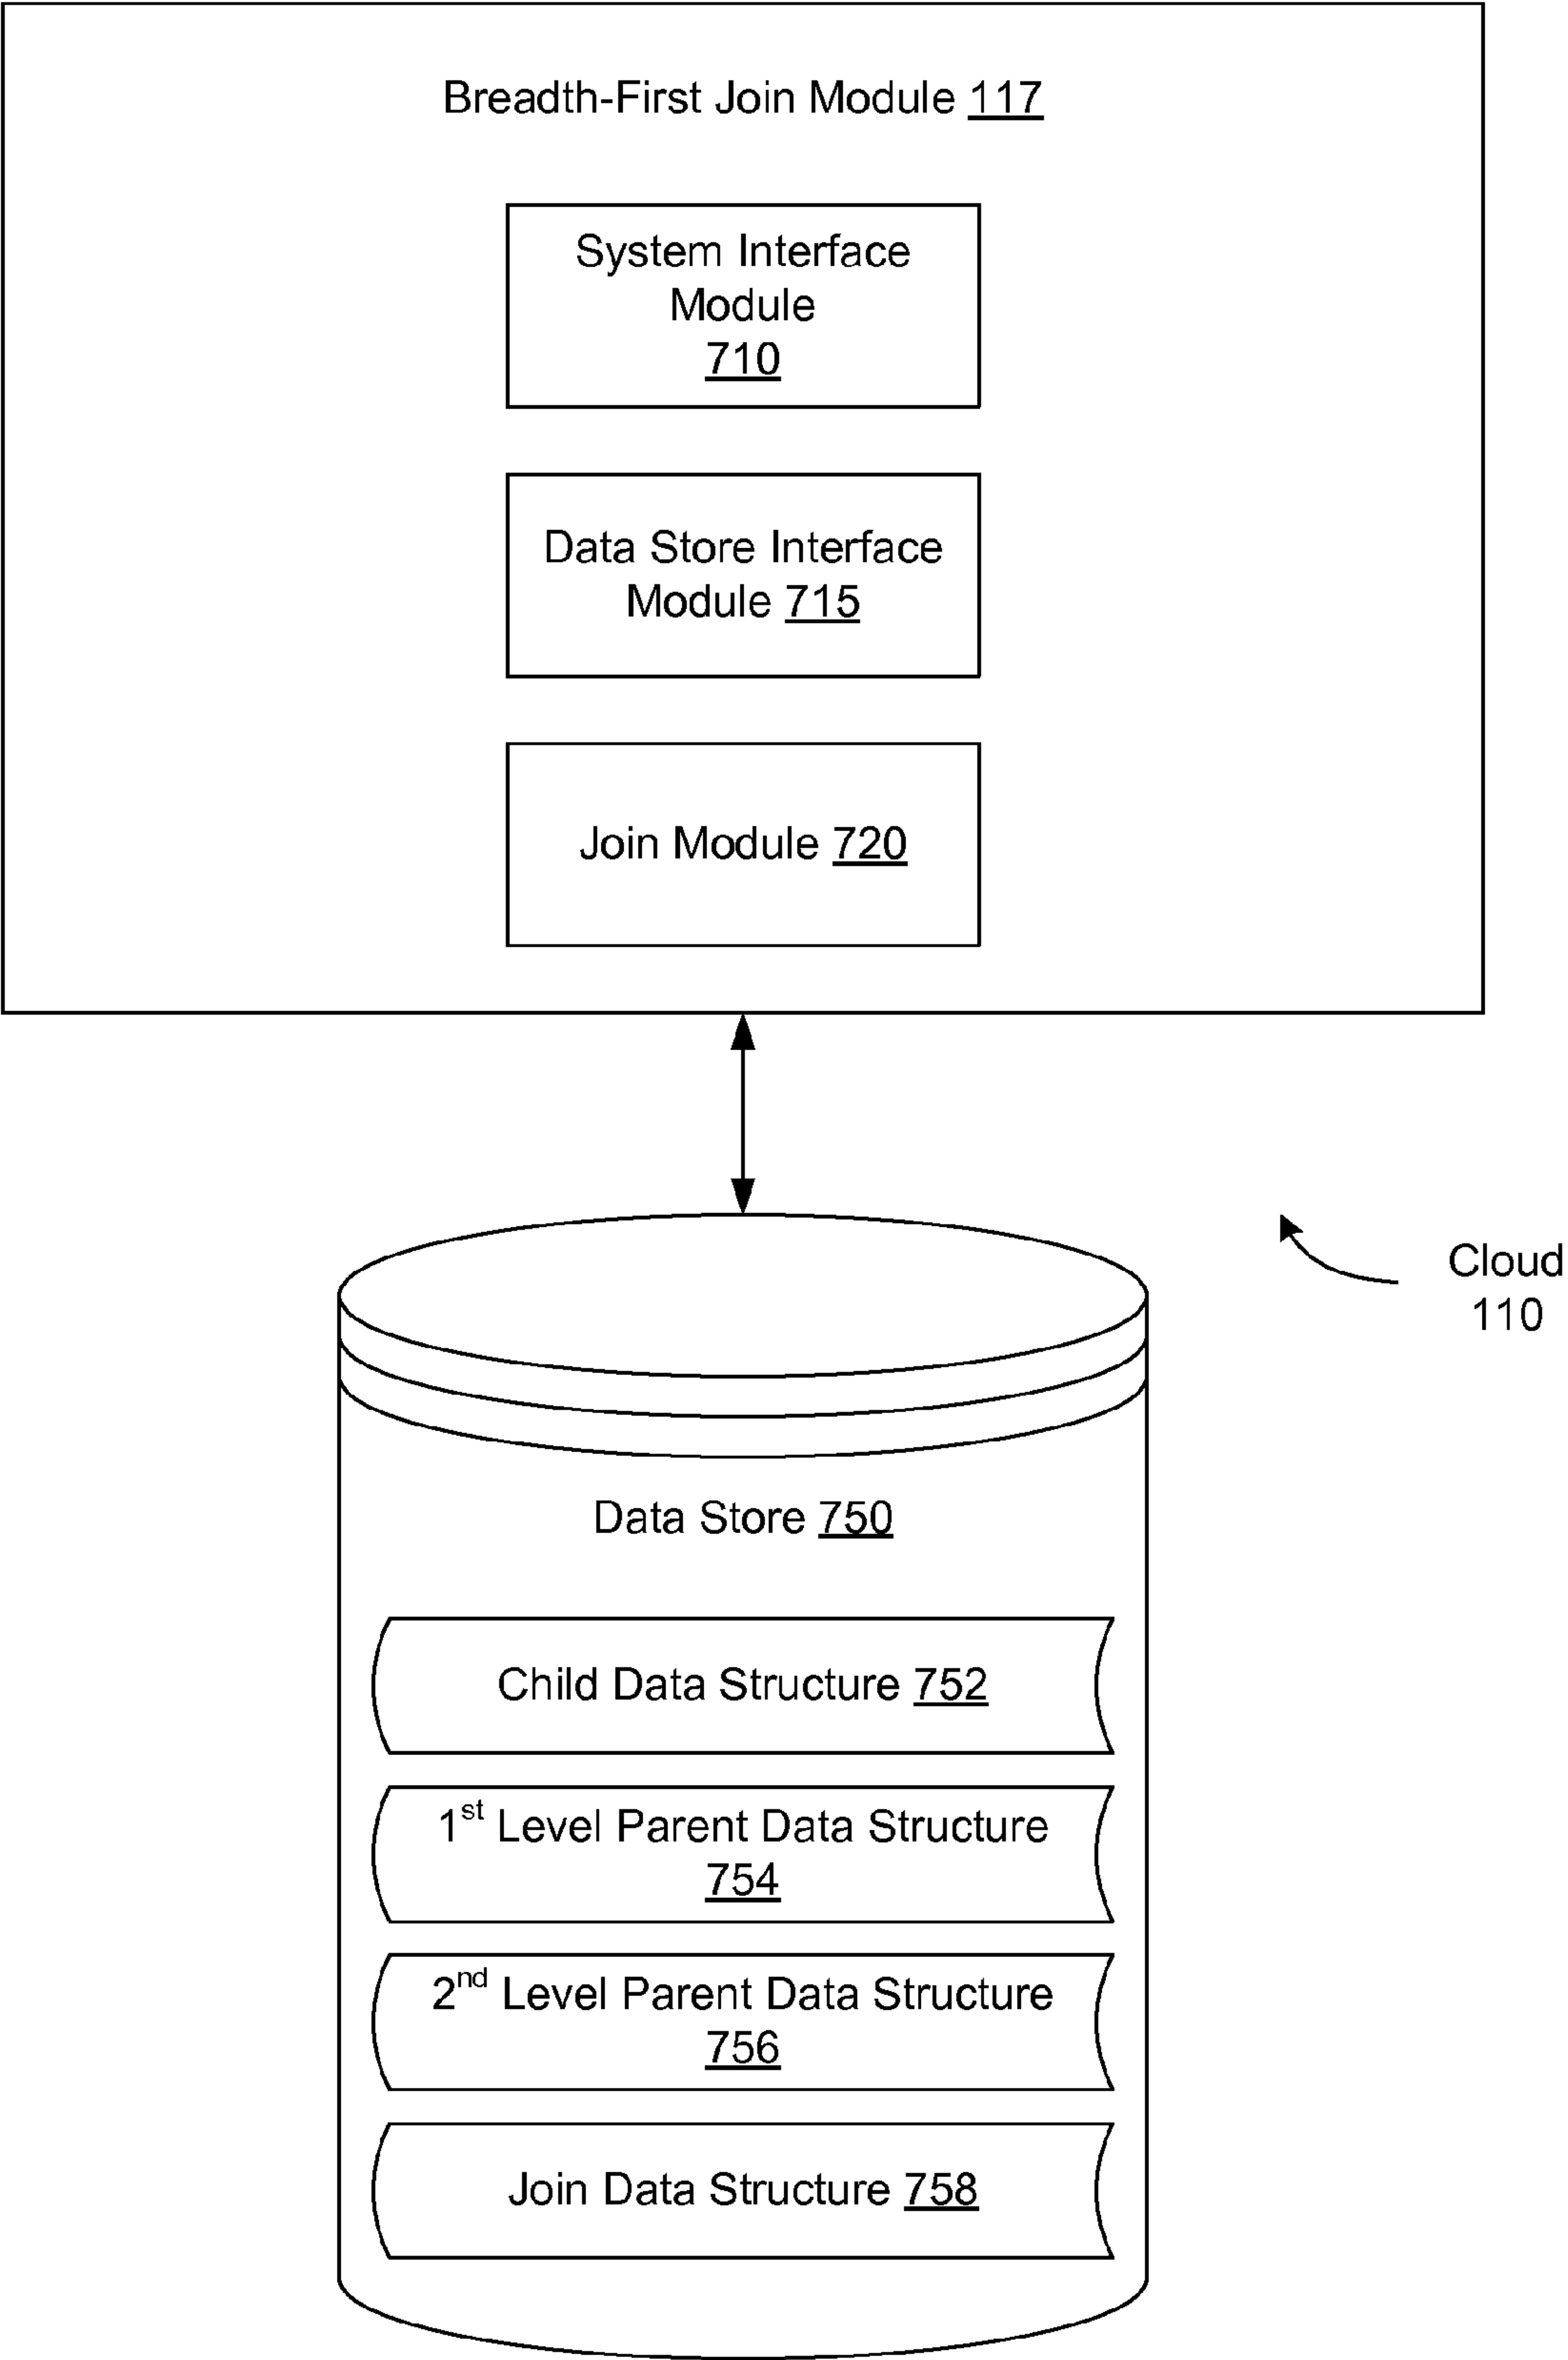 Breadth-First Join Module 117
System Interface
Module
710
Data Store Interface
Module 715
Join Module 720
Cloud
110
Data Store 750
Child Data Structure 752
1st Level Parent Data Structure
754
2nd Level Parent Data Structure
756
Join Data Structure 758